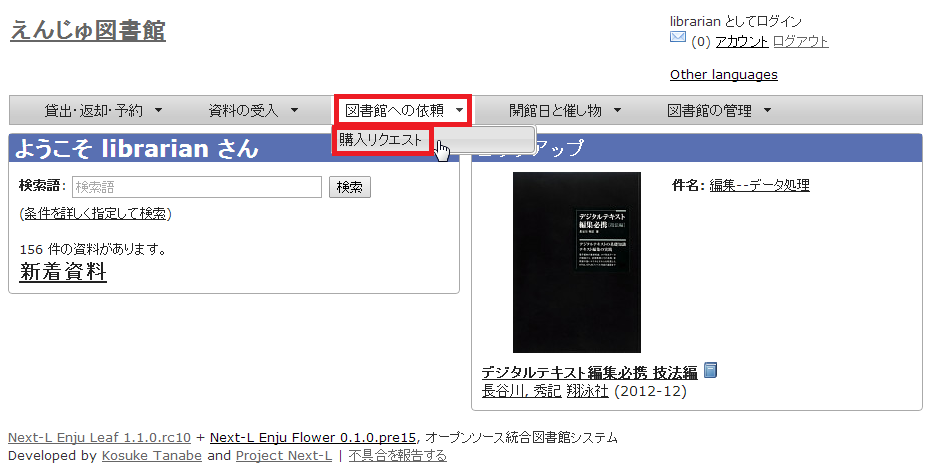 えんじゅ図書館
librarian としてログイン
(0) アカウント ログアウト
Other languages
貸出・返却・予約 資料の受入 図書館への依頼 開館日と催し物 図書館の管理
購入リクエスト
ようこそ librarian さん
クアップ
検索語: 検索語 検索
(条件を詳しく指定して検索)
156 件の資料があります。
新着資料
件名: 編集--データ処理
デジタルテキスト
編集必携 [技法編]
デジタルテキスト編集必携 技法編
長谷川, 秀記 翔泳社 (2012-12)
Next-L Enju Leaf 1.1.0.rc10 + Next-L Enju Flower 0.1.0.pre15, オープンソース統合図書館システム
Developed by Kosuke Tanabe and Project Next-L | 不具合を報告する